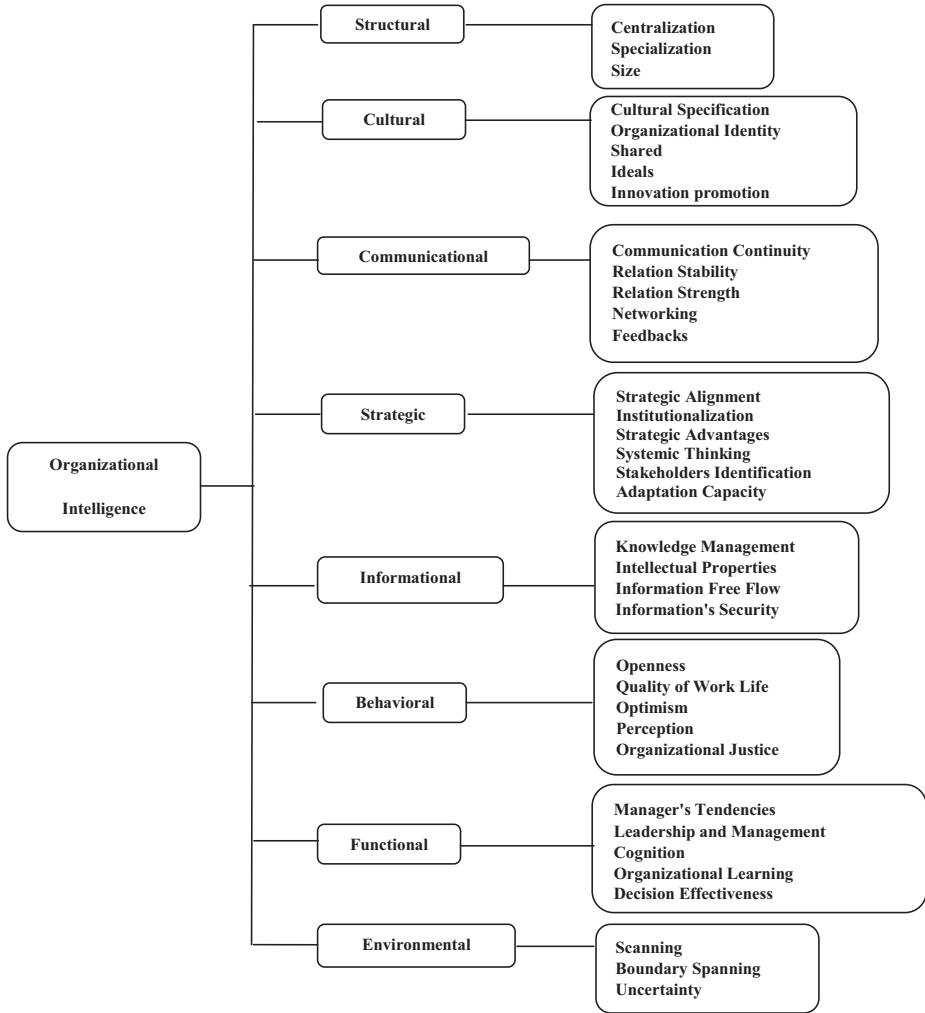 Structural
Centralization
Specialization
Size
Cultural
Cultural Specification
Organizational Identity
Shared
Ideals
Innovation promotion
Communicational
Communication Continuity
Relation Stability
Relation Strength
Networking
Feedbacks
Strategic
Strategic Alignment
Institutionalization
Strategic Advantages
Systemic Thinking
Stakeholders Identification
Adaptation Capacity
Organizational
Intelligence
Informational
Knowledge Management
Intellectual Properties
Information Free Flow
Information's Security
Behavioral
Openness
Quality of Work Life
Optimism
Perception
Organizational Justice
Functional
Manager's Tendencies
Leadership and Management
Cognition
Organizational Learning
Decision Effectiveness
Environmental
Scanning
Boundary Spanning
Uncertainty